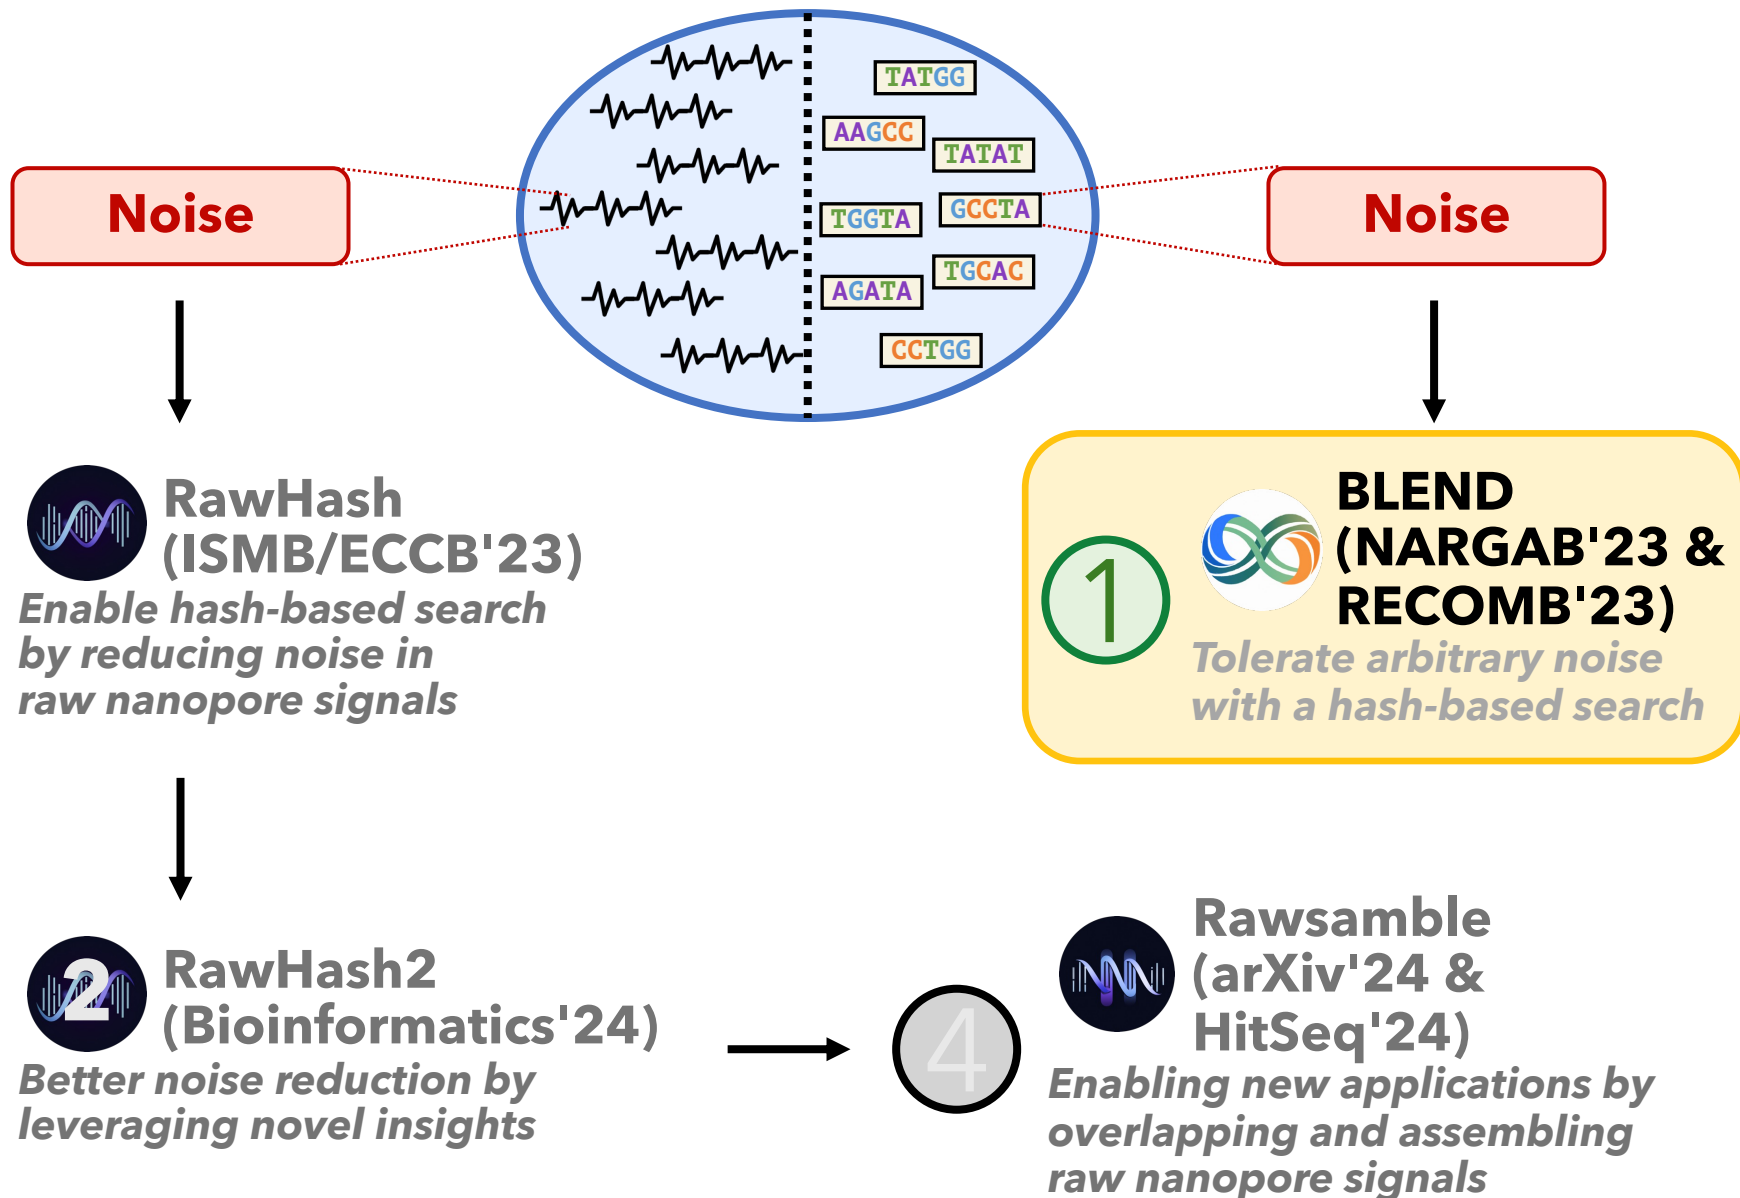 TATGG
AAGCC
TATAT
TGGTA
GCCTA
TGCAC
AGATA
CCTGG
Noise
Noise
RawHash
(ISMB/ECCB'23)
Enable hash-based search
by reducing noise in
raw nanopore signals
1
BLEND
(NARGAB'23 &
RECOMB'23)
Tolerate arbitrary noise
with a hash-based search
2
RawHash2
(Bioinformatics'24)
Better noise reduction by
leveraging novel insights
4
Rawsamble
(arXiv'24 &
HitSeq'24)
Enabling new applications by
overlapping and assembling
raw nanopore signals